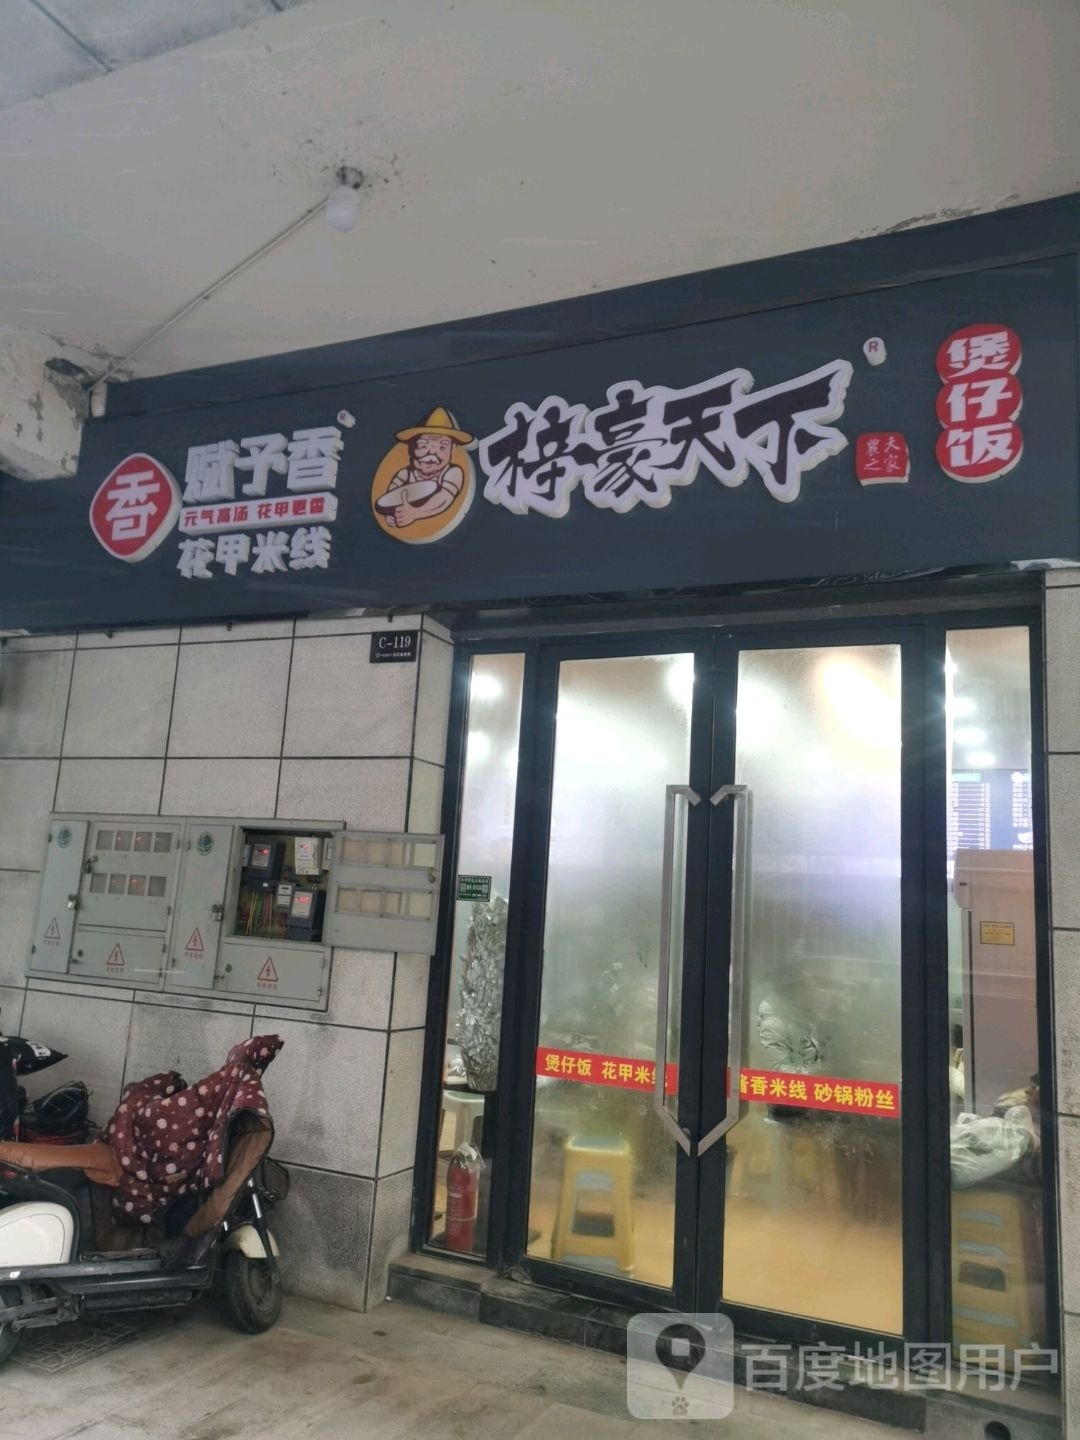 香
赋予香
R
元气高汤 花甲更香
花甲米线
梓豪天下
R
農天
之家
煲仔饭
C-119
煲仔饭 花甲米线
酱香米线 砂锅粉丝
百度地图用户